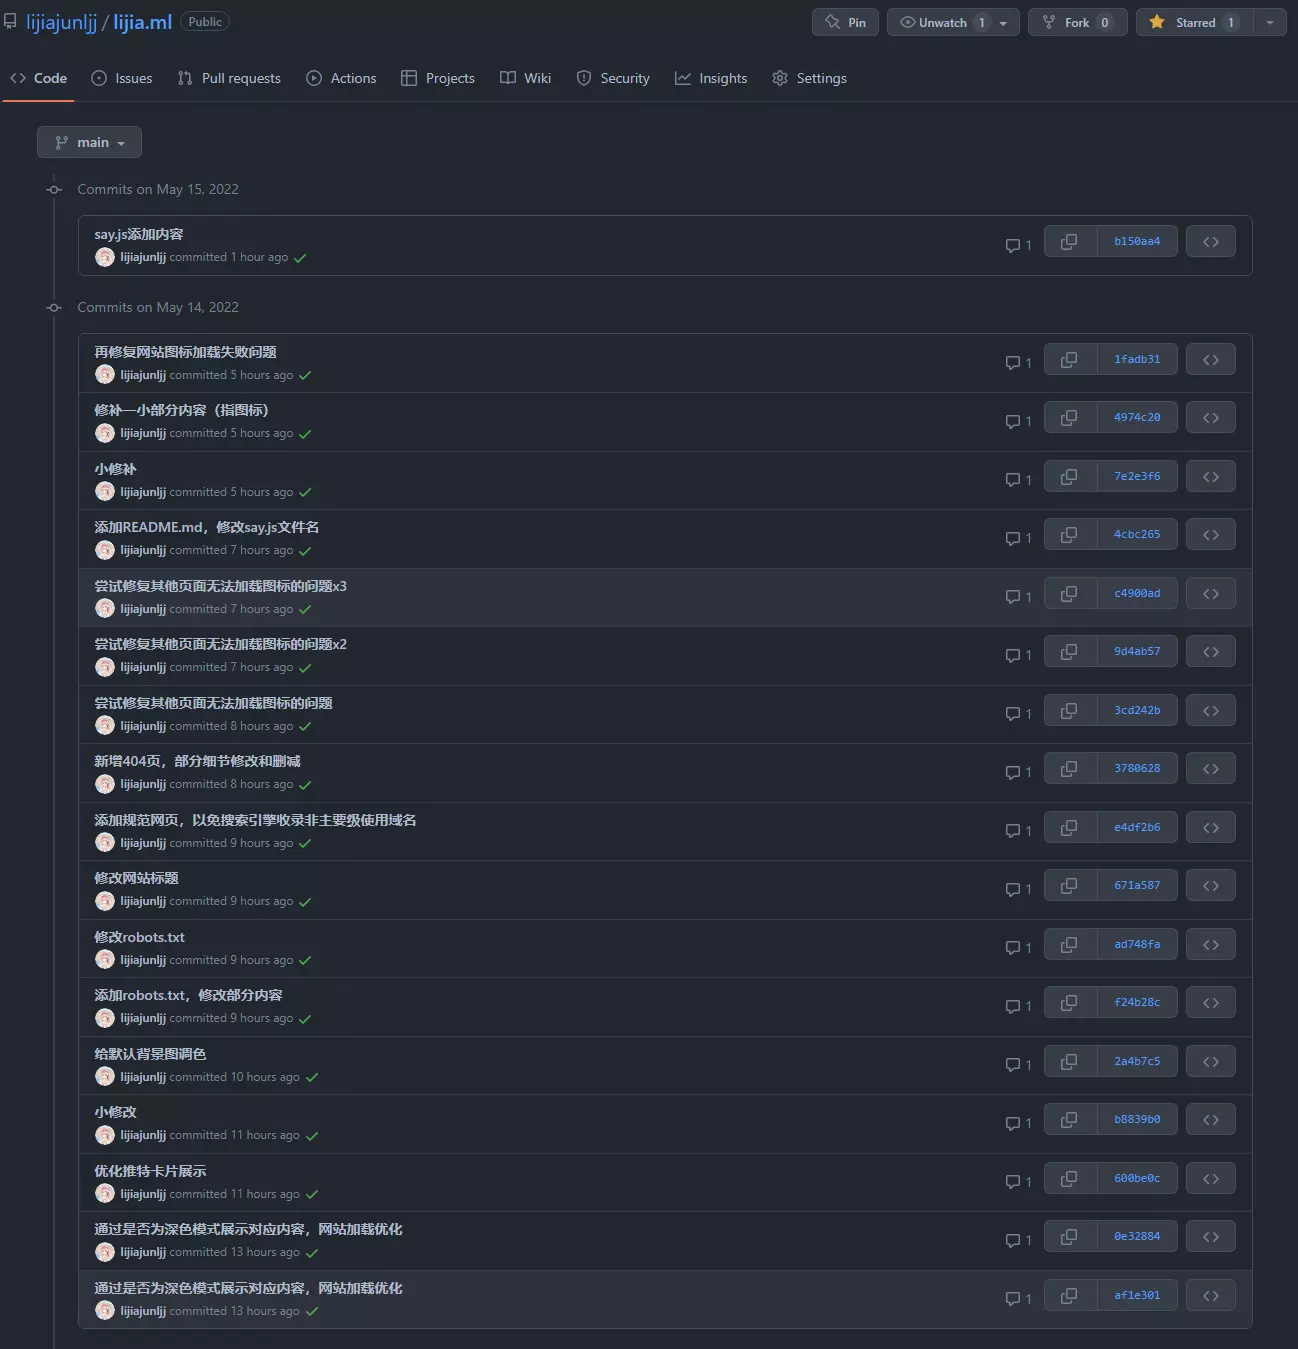 lijiajunljj / lijia.ml Public
Pin
Unwatch 1
Fork 0
Starred 1
Code
Issues
Pull requests
Actions
Projects
Wiki
Security
Insights
Settings
main
Commits on May 15, 2022
say.js添加内容
lijiajunljj committed 1 hour ago
1
b150aa4
Commits on May 14, 2022
再修复网站图标加载失败问题
lijiajunljj committed 5 hours ago
1
1fadb31
修补一小部分内容（指图标）
lijiajunljj committed 5 hours ago
1
4974c20
小修补
lijiajunljj committed 5 hours ago
1
7e2e3f6
添加README.md，修改say.js文件名
lijiajunljj committed 7 hours ago
1
4cbc265
尝试修复其他页面无法加载图标的问题x3
lijiajunljj committed 7 hours ago
1
c4900ad
尝试修复其他页面无法加载图标的问题x2
lijiajunljj committed 7 hours ago
1
9d4ab57
尝试修复其他页面无法加载图标的问题
lijiajunljj committed 8 hours ago
1
3cd242b
新增404页，部分细节修改和删减
lijiajunljj committed 8 hours ago
1
3780628
添加规范网页，以免搜索引擎收录非主要级使用域名
lijiajunljj committed 9 hours ago
1
e4df2b6
修改网站标题
lijiajunljj committed 9 hours ago
1
671a587
修改robots.txt
lijiajunljj committed 9 hours ago
1
ad748fa
添加robots.txt，修改部分内容
lijiajunljj committed 9 hours ago
1
f24b28c
给默认背景图调色
lijiajunljj committed 10 hours ago
1
2a4b7c5
小修改
lijiajunljj committed 11 hours ago
1
b8839b0
优化推特卡片展示
lijiajunljj committed 11 hours ago
1
600be0c
通过是否为深色模式展示对应内容，网站加载优化
lijiajunljj committed 13 hours ago
1
0e32884
通过是否为深色模式展示对应内容，网站加载优化
lijiajunljj committed 13 hours ago
1
af1e301